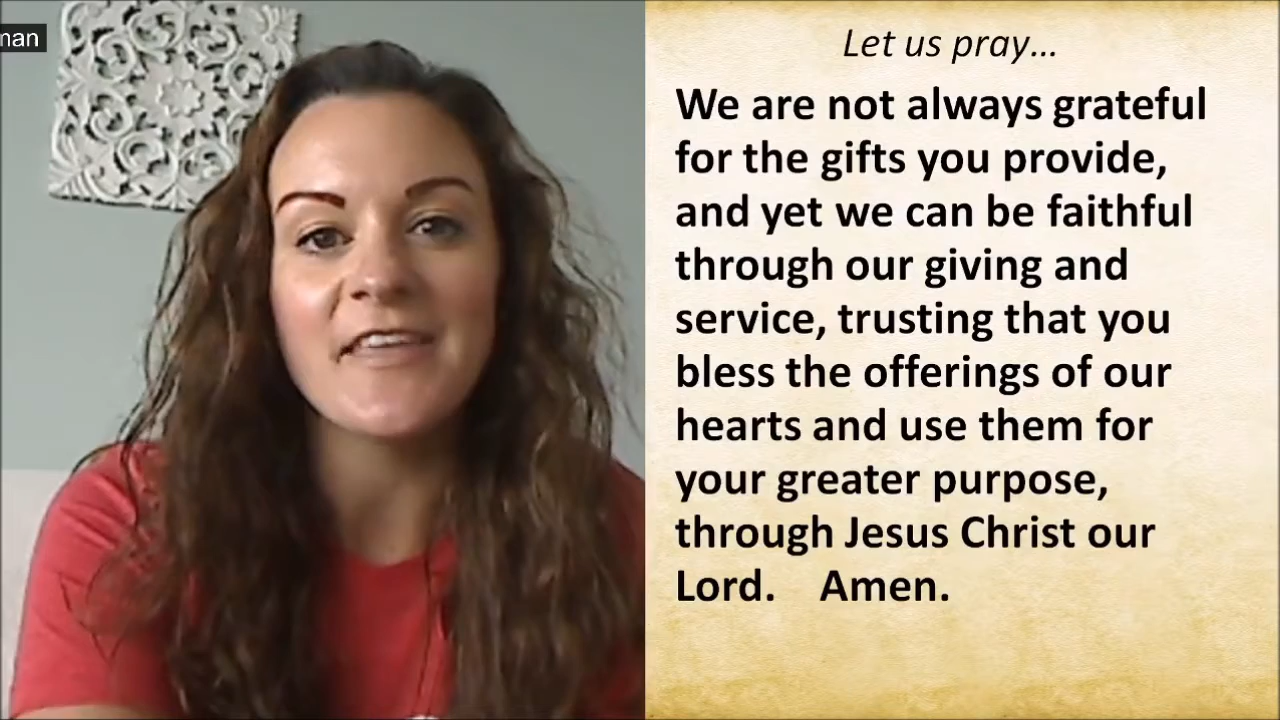 man
Let us pray...
We are not always grateful
for the gifts you provide,
and yet we can be faithful
through our giving and
service, trusting that you
bless the offerings of our
hearts and use them for
your greater purpose,
through Jesus Christ our
Lord. Amen.